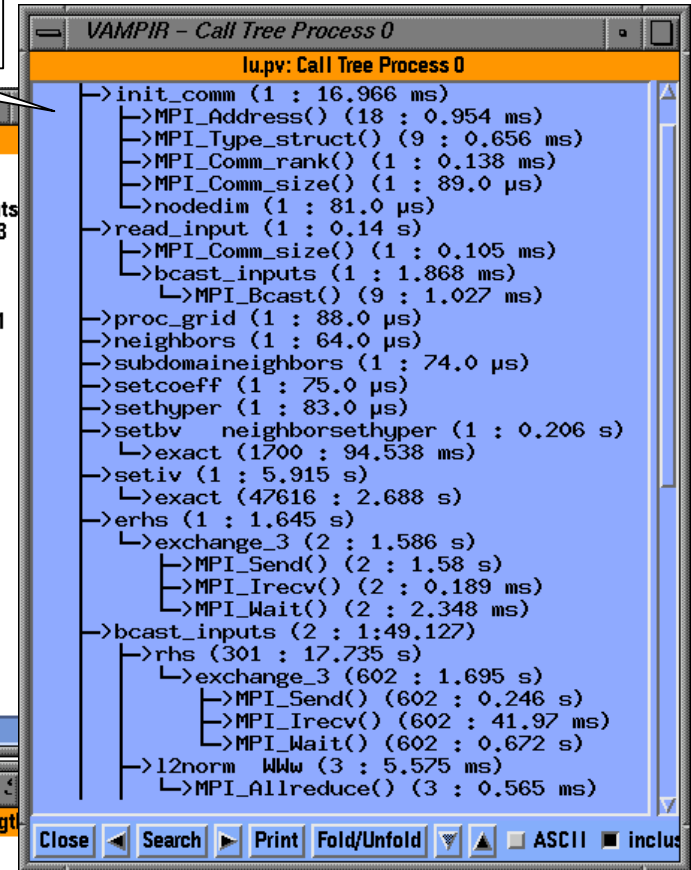 VAMPIR – Call Tree Process 0
lu.pv: Call Tree Process 0
–>init_comm (1 : 16.966 ms)
–>MPI_Address() (18 : 0.954 ms)
–>MPI_Type_struct() (9 : 0.656 ms)
–>MPI_Comm_rank() (1 : 0.138 ms)
–>MPI_Comm_size() (1 : 89.0 µs)
–>nodedim (1 : 81.0 µs)
–>read_input (1 : 0.14 s)
–>MPI_Comm_size() (1 : 0.105 ms)
–>bcast_inputs (1 : 1.868 ms)
–>MPI_Bcast() (9 : 1.027 ms)
–>proc_grid (1 : 88.0 µs)
–>neighbors (1 : 64.0 µs)
–>subdomaineighbors (1 : 74.0 µs)
–>setcoeff (1 : 75.0 µs)
–>sethyper (1 : 83.0 µs)
–>setbv   neighborsethyper (1 : 0.206 s)
–>exact (1700 : 94.538 ms)
–>setiv (1 : 5.915 s)
–>exact (47616 : 2.688 s)
–>erhs (1 : 1.645 s)
–>exchange_3 (2 : 1.586 s)
–>MPI_Send() (2 : 1.58 s)
–>MPI_Irecv() (2 : 0.189 ms)
–>MPI_Wait() (2 : 2.348 ms)
–>bcast_inputs (2 : 1:49.127)
–>rhs (301 : 17.735 s)
–>exchange_3 (602 : 1.695 s)
–>MPI_Send() (602 : 0.246 s)
–>MPI_Irecv() (602 : 41.97 ms)
–>MPI_Wait() (602 : 0.672 s)
–>l2norm  WWw (3 : 5.575 ms)
–>MPI_Allreduce() (3 : 0.565 ms)
Close Search Print Fold/Unfold ASCII inclus